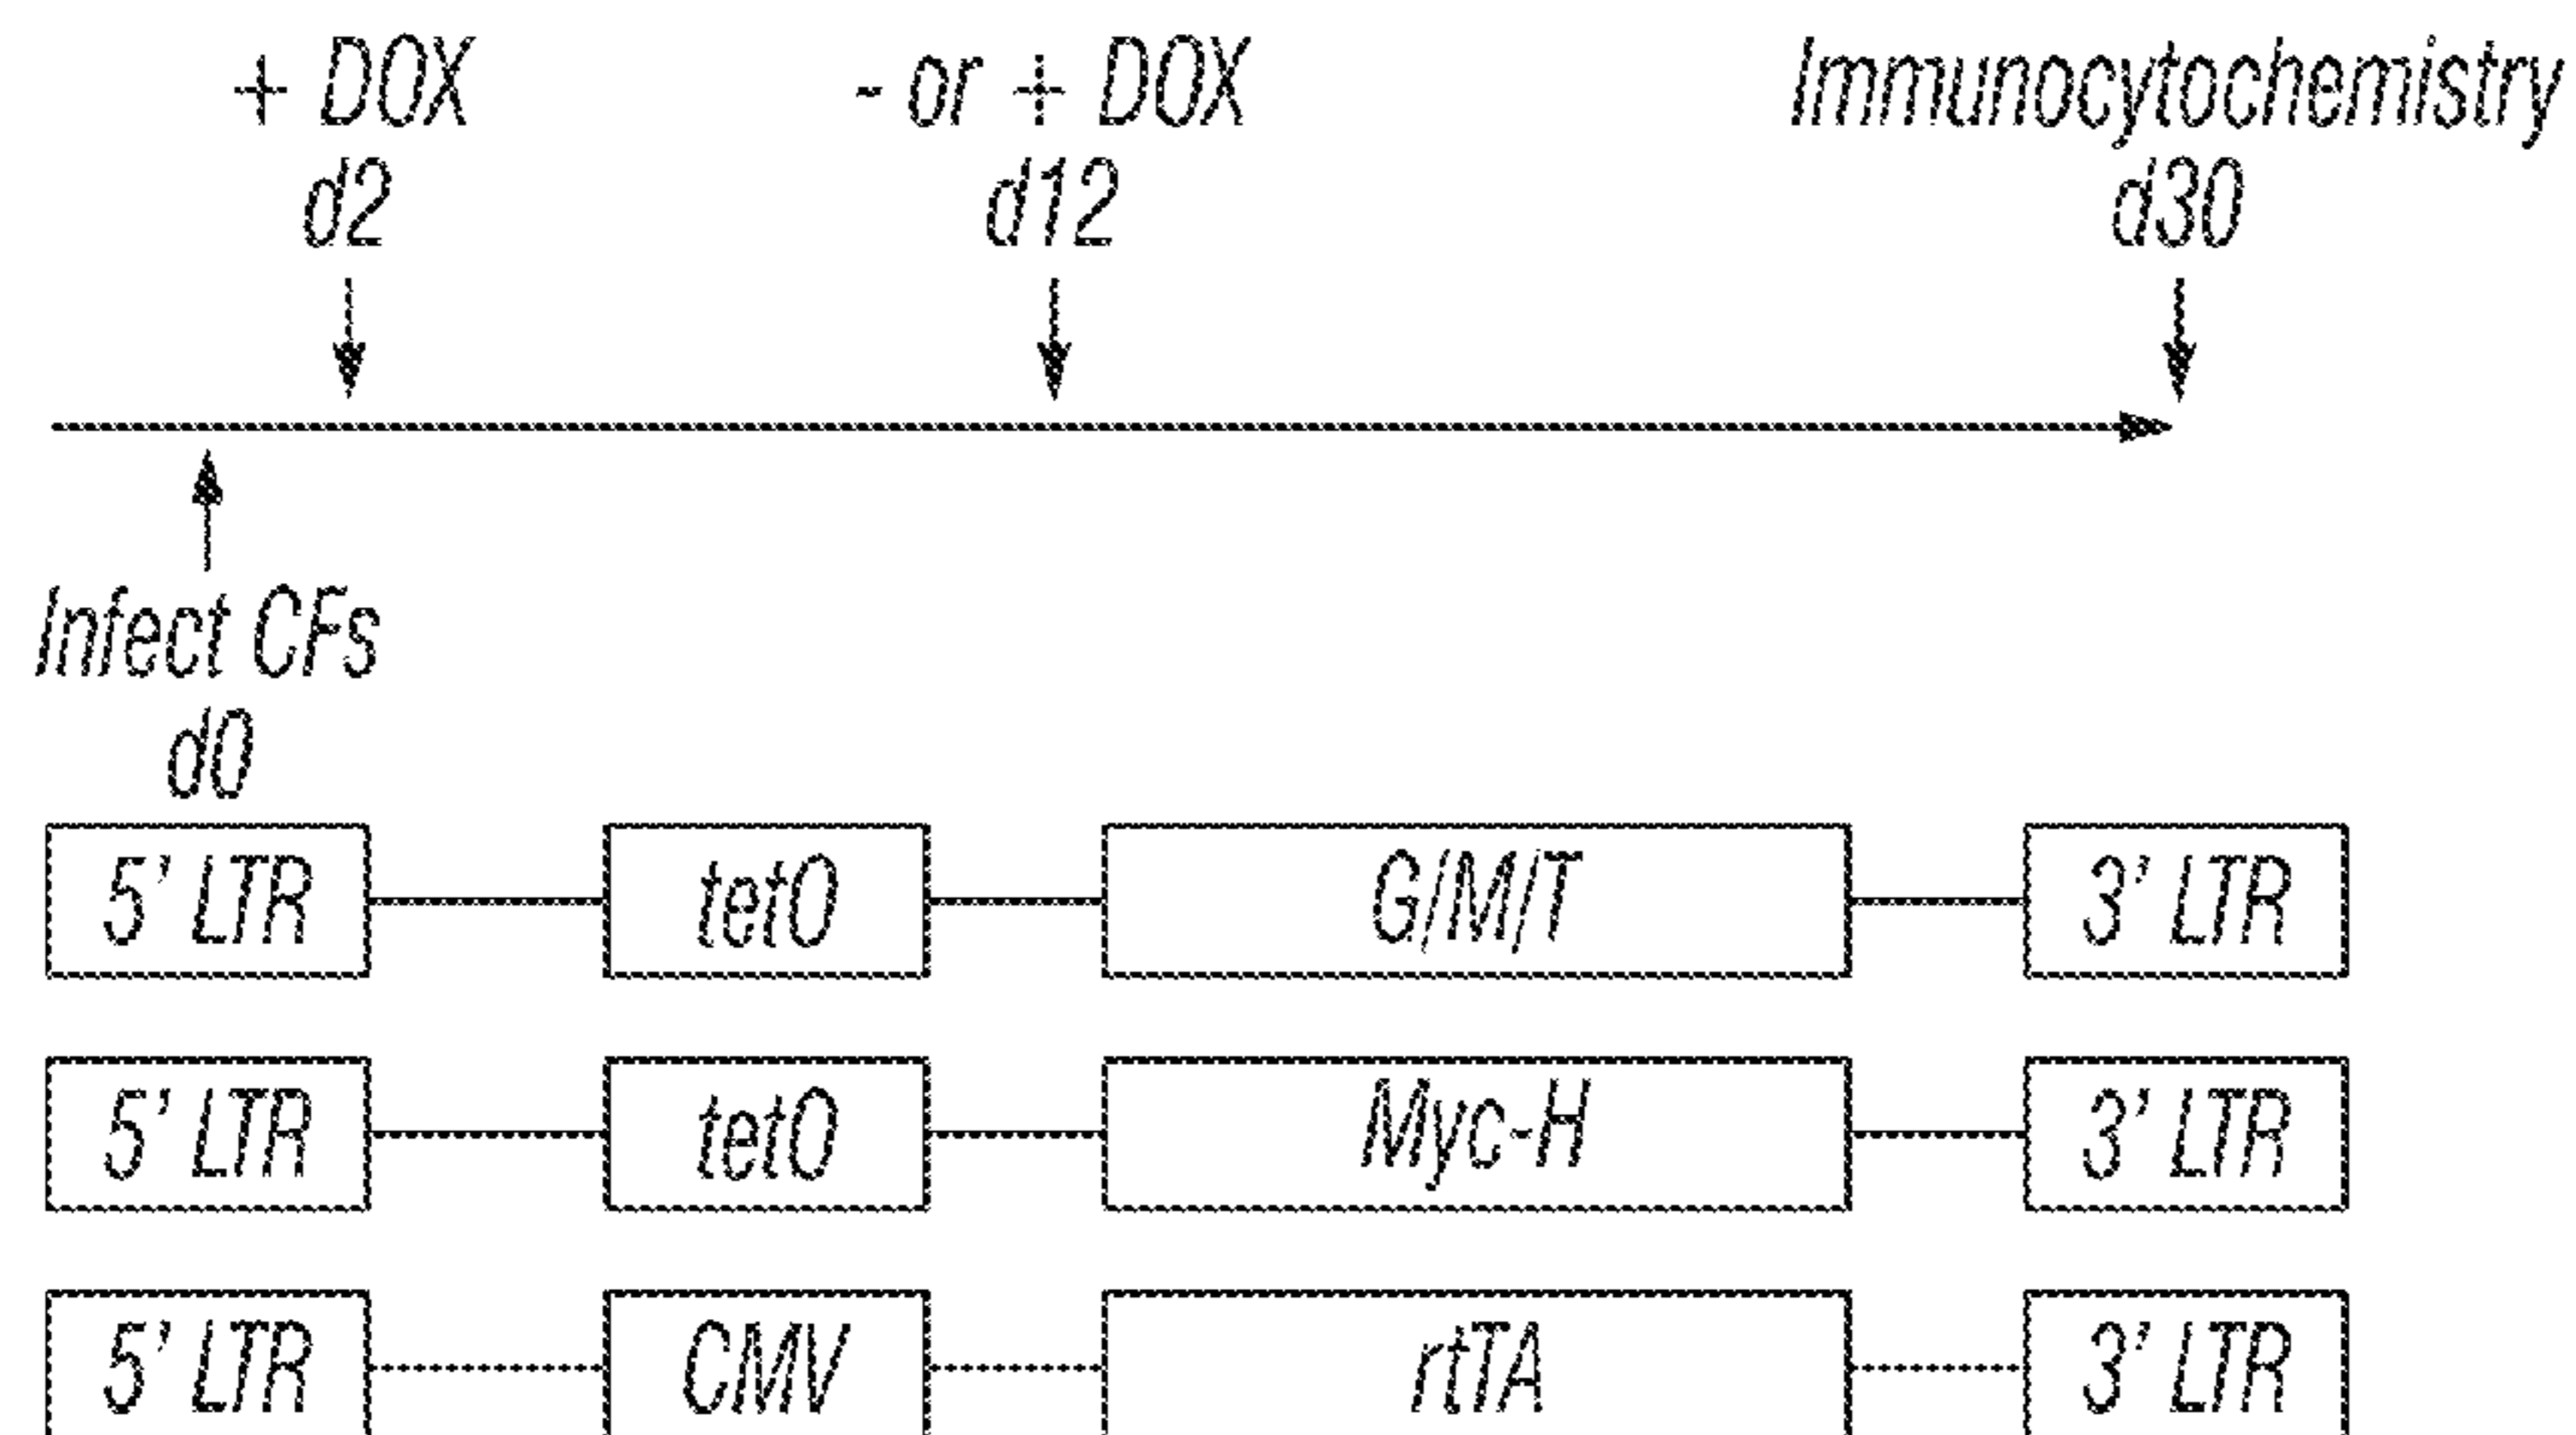 + DOX - or + DOX Immunocytochemistry
d2 d12 d30
Infect CFs
d0
5' LTR tetO G/M/T 3' LTR
5' LTR tetO Myc-H 3' LTR
5' LTR CMV rtTA 3' LTR